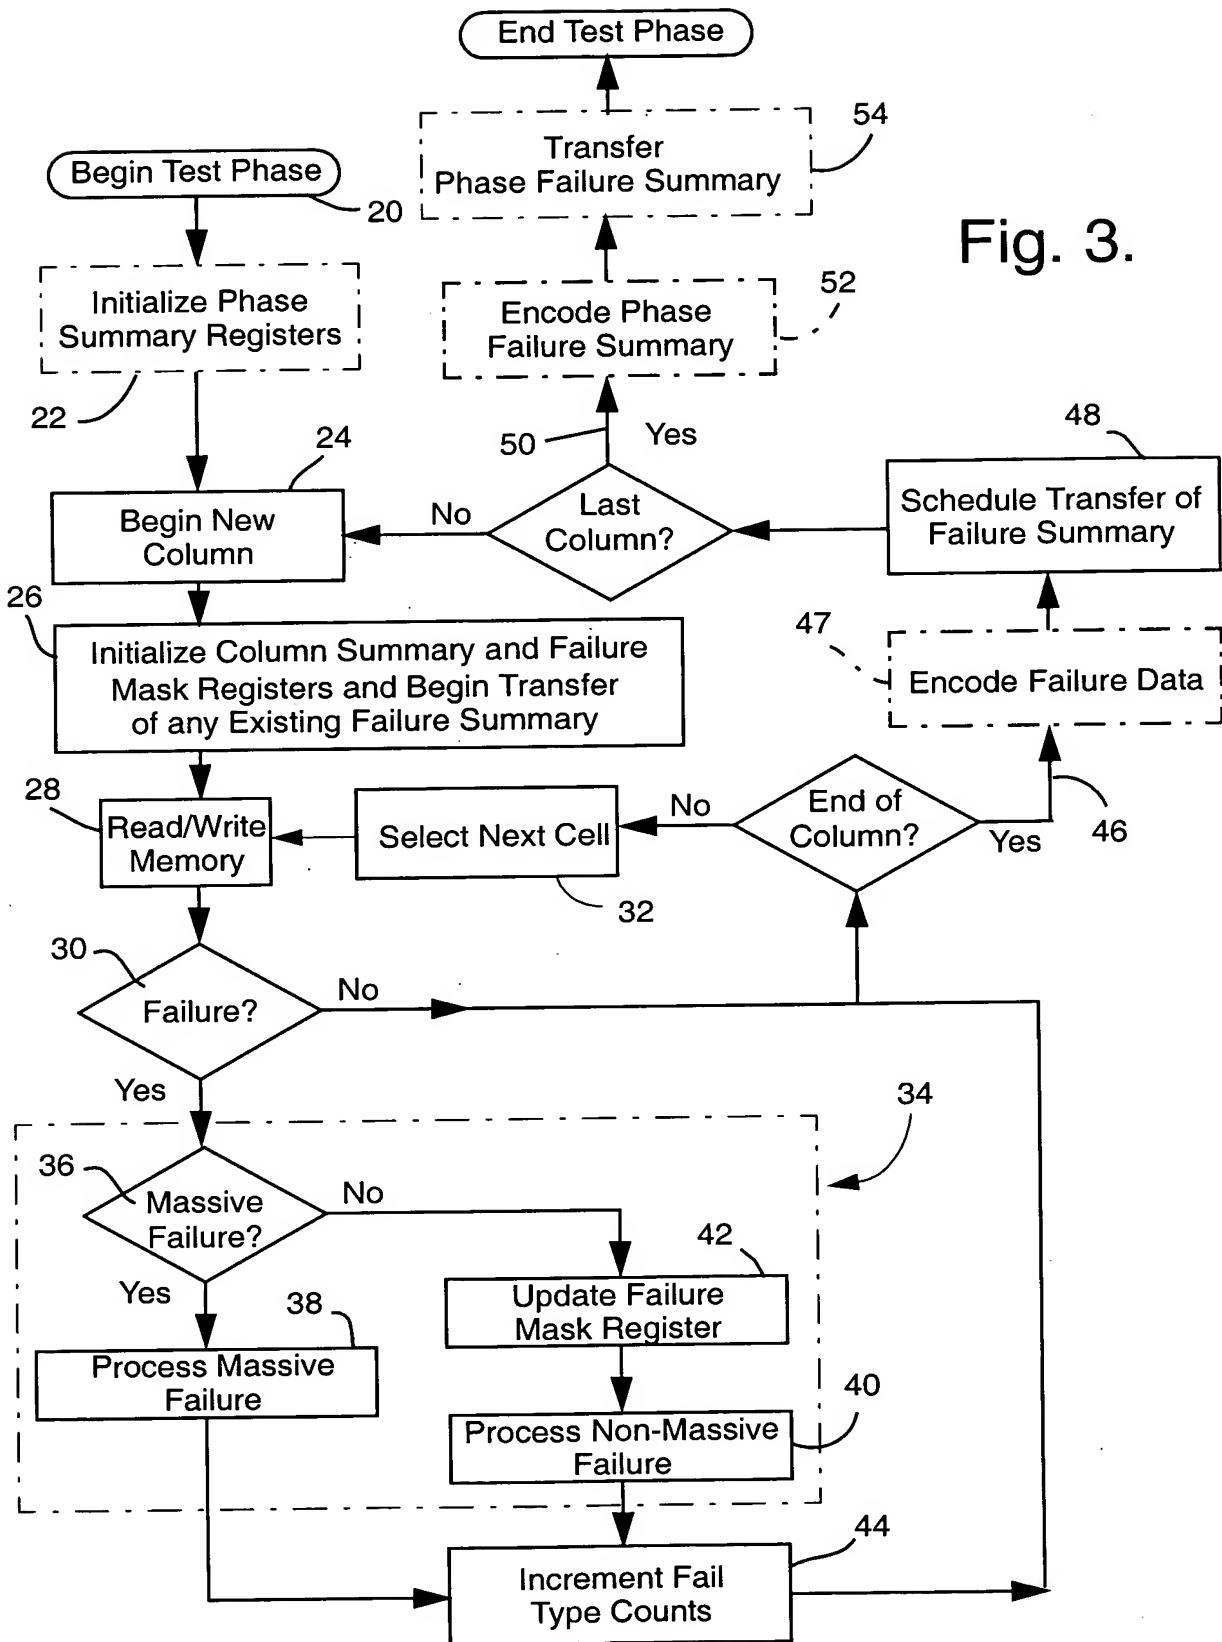 End Test Phase
54
Transfer
Phase Failure Summary
Begin Test Phase
20
Fig. 3.
Initialize Phase
Summary Registers
22
52
Encode Phase
Failure Summary
50
Yes
24
48
Begin New
Column
No
Last
Column?
Schedule Transfer of
Failure Summary
26
Initialize Column Summary and Failure
Mask Registers and Begin Transfer
of any Existing Failure Summary
47
Encode Failure Data
28
Read/Write
Memory
Select Next Cell
No
End of
Column?
Yes
46
32
30
Failure?
No
Yes
34
36
Massive
Failure?
No
Yes
42
Update Failure
Mask Register
38
Process Massive
Failure
40
Process Non-Massive
Failure
44
Increment Fail
Type Counts